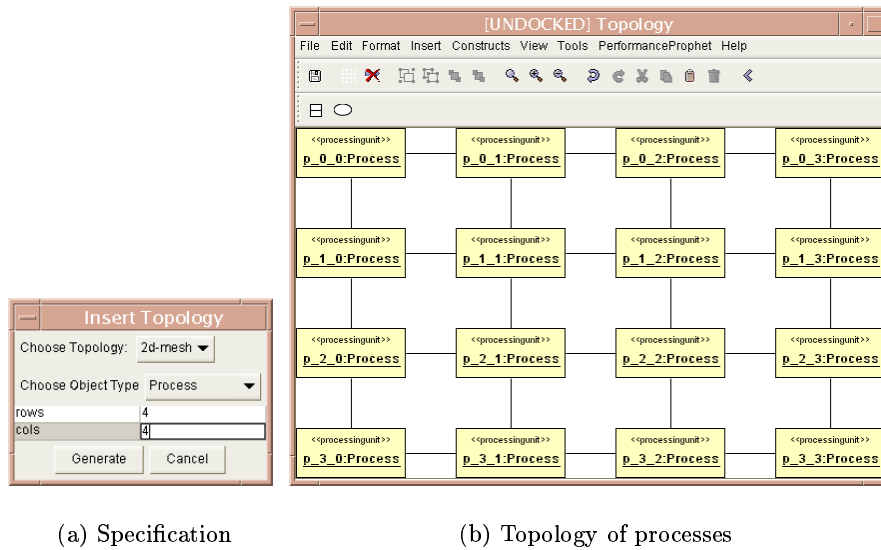 [UNDOCKED] Topology
File Edit Format Insert Constructs View Tools PerformanceProphet Help
<<processingunit>> <<processingunit>> <<processingunit>> <<processingunit>>
p_0_0:Process p_0_1:Process p_0_2:Process p_0_3:Process
<<processingunit>> <<processingunit>> <<processingunit>> <<processingunit>>
p_1_0:Process p_1_1:Process p_1_2:Process p_1_3:Process
<<processingunit>> <<processingunit>> <<processingunit>> <<processingunit>>
p_2_0:Process p_2_1:Process p_2_2:Process p_2_3:Process
<<processingunit>> <<processingunit>> <<processingunit>> <<processingunit>>
p_3_0:Process p_3_1:Process p_3_2:Process p_3_3:Process
Insert Topology
Choose Topology: 2d-mesh
Choose Object Type Process
rows 4
cols 4
Generate Cancel
(a) Specification
(b) Topology of processes